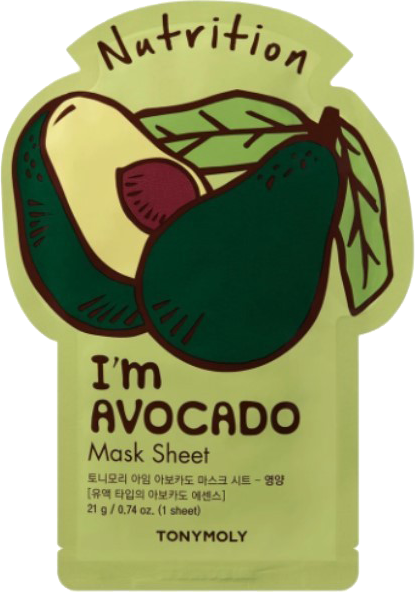 Nutrition
I'm
AVOCADO
Mask Sheet
토니모리 아임 아보카도 마스크 시트 - 영양
[유액 타입의 아보카도 에센스]
21 g / 0.74 oz. (1 sheet)
TONYMOLY